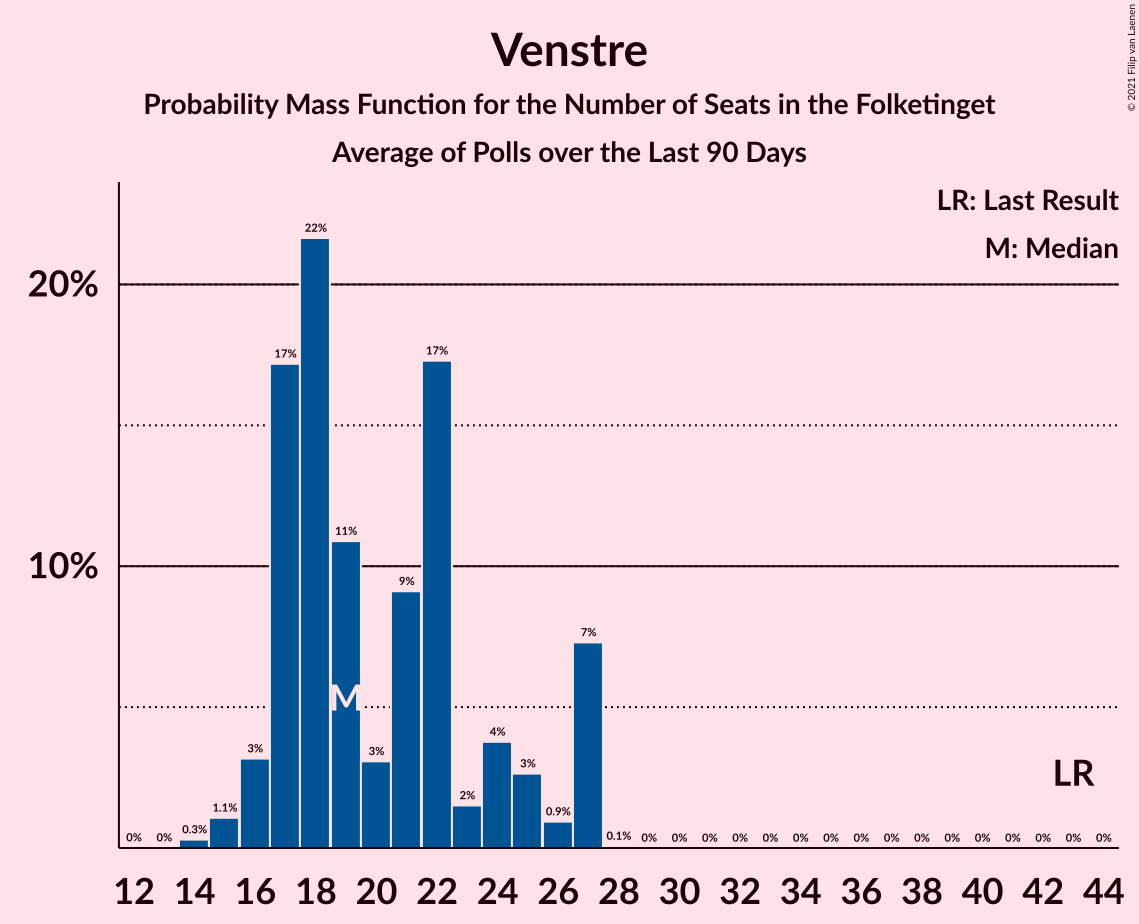 Venstre
Probability Mass Function for the Number of Seats in the Folketinget
Average of Polls over the Last 90 Days
© 2021 Filip van Laenen
LR: Last Result
M: Median
20%
10%
0% 0% 0.3% 1.1% 3% 17% 22% 11% 3% 9% 17% 2% 4% 3% 0.9% 7% 0.1% 0% 0% 0% 0% 0% 0% 0% 0% 0% 0% 0% 0% 0% 0% 0% 0%
M
LR
12 14 16 18 20 22 24 26 28 30 32 34 36 38 40 42 44